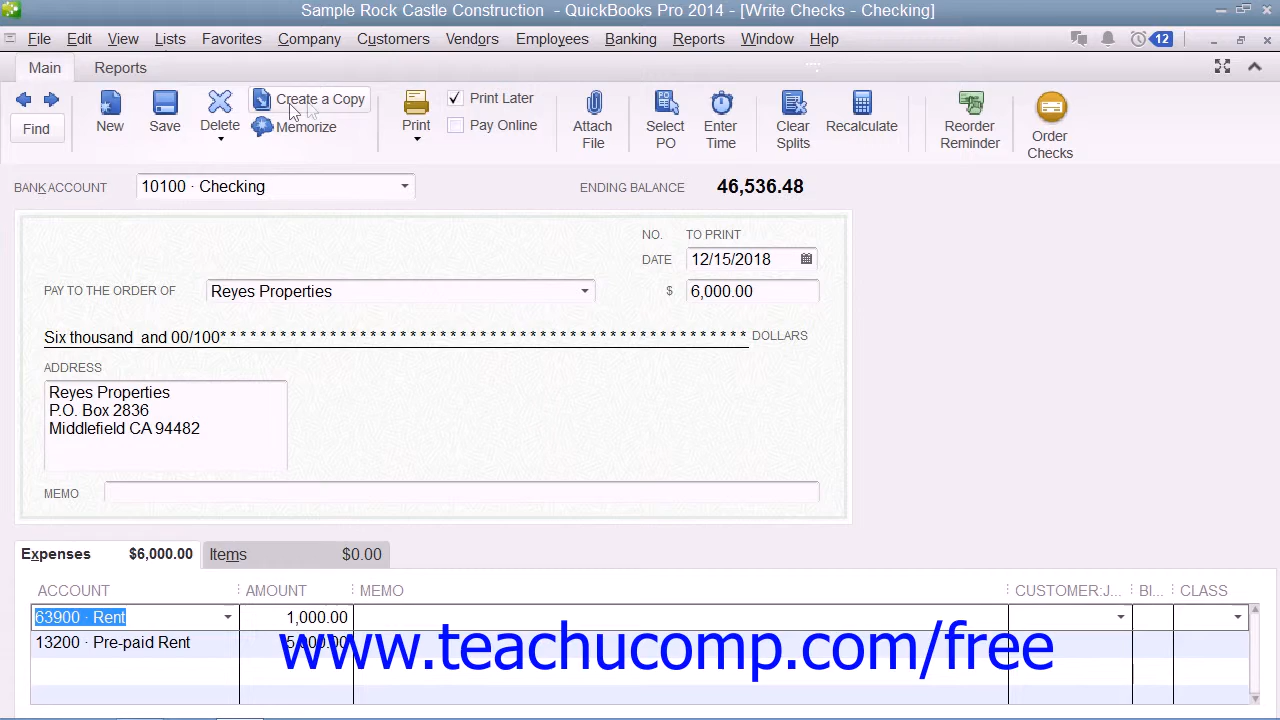 Sample Rock Castle Construction - QuickBooks Pro 2014 - [Write Checks - Checking]
File Edit View Lists Favorites Company Customers Vendors Employees Banking Reports Window Help 12
Main Reports
Find
New
Save
Delete
Create a Copy
Memorize
Print
Print Later
Pay Online
Attach
File
Select
PO
Enter
Time
Clear
Splits
Recalculate
Reorder
Reminder
Order
Checks
BANK ACCOUNT 10100 · Checking ENDING BALANCE 46,536.48
NO. TO PRINT
DATE 12/15/2018
PAY TO THE ORDER OF Reyes Properties $ 6,000.00
Six thousand and 00/100* * * * * * * * * * * * * * * * * * * * * * * * * * * * * * * * * * * * * * * * * * * * * * * * * DOLLARS
ADDRESS
Reyes Properties
P.O. Box 2836
Middlefield CA 94482
MEMO
Expenses $6,000.00 Items $0.00
ACCOUNT AMOUNT MEMO CUSTOMER:J... BI... CLASS
63900 · Rent 1,000.00
13200 · Pre-paid Rent 5,000.00
www.teachucomp.com/free